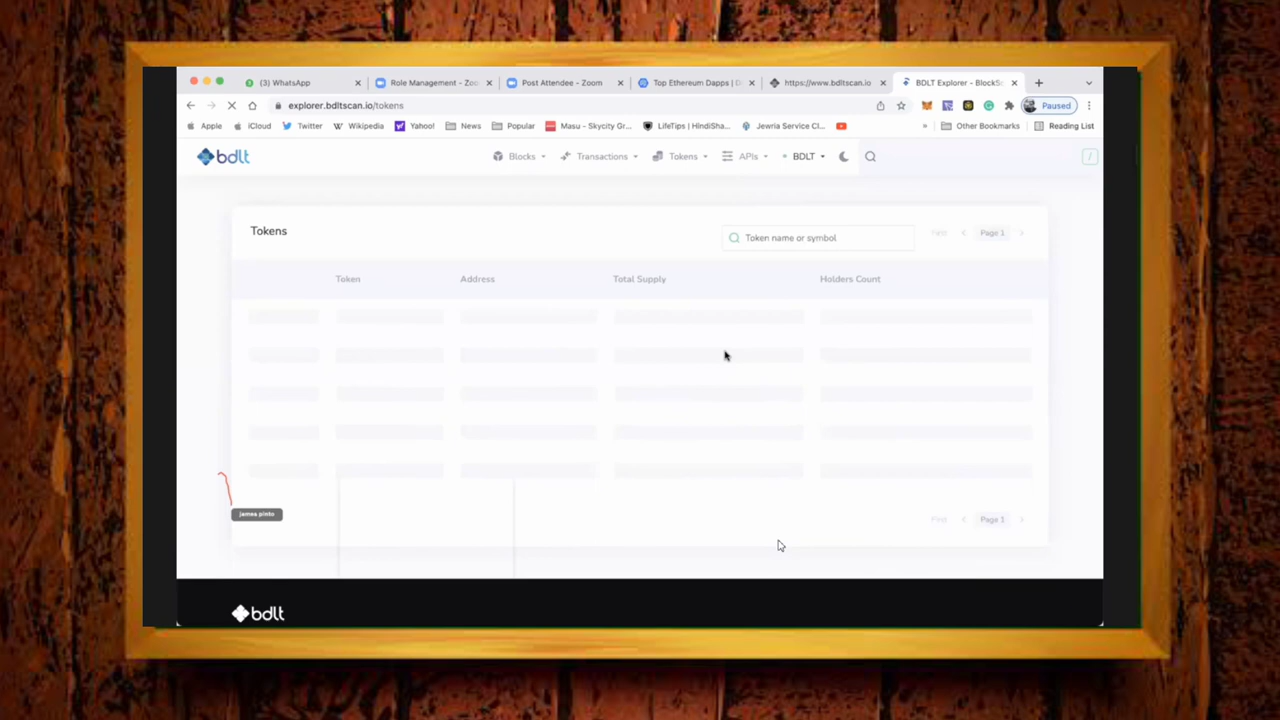 (3) WhatsApp
Role Management - Zoo
Post Attendee - Zoom
Top Ethereum Dapps | D
https://www.bdltscan.io
BDLT Explorer - BlockSc
explorer.bdltscan.io/tokens
Paused
Apple
iCloud
Twitter
Wikipedia
Yahoo!
News
Popular
Masu – Skycity Gr...
LifeTips | HindiSha...
Jewria Service Cl...
»
Other Bookmarks
Reading List
bdlt
Blocks
Transactions
Tokens
APIs
BDLT
/
Tokens
Token name or symbol
First
Page 1
Token
Address
Total Supply
Holders Count
james pinto
First
Page 1
bdlt